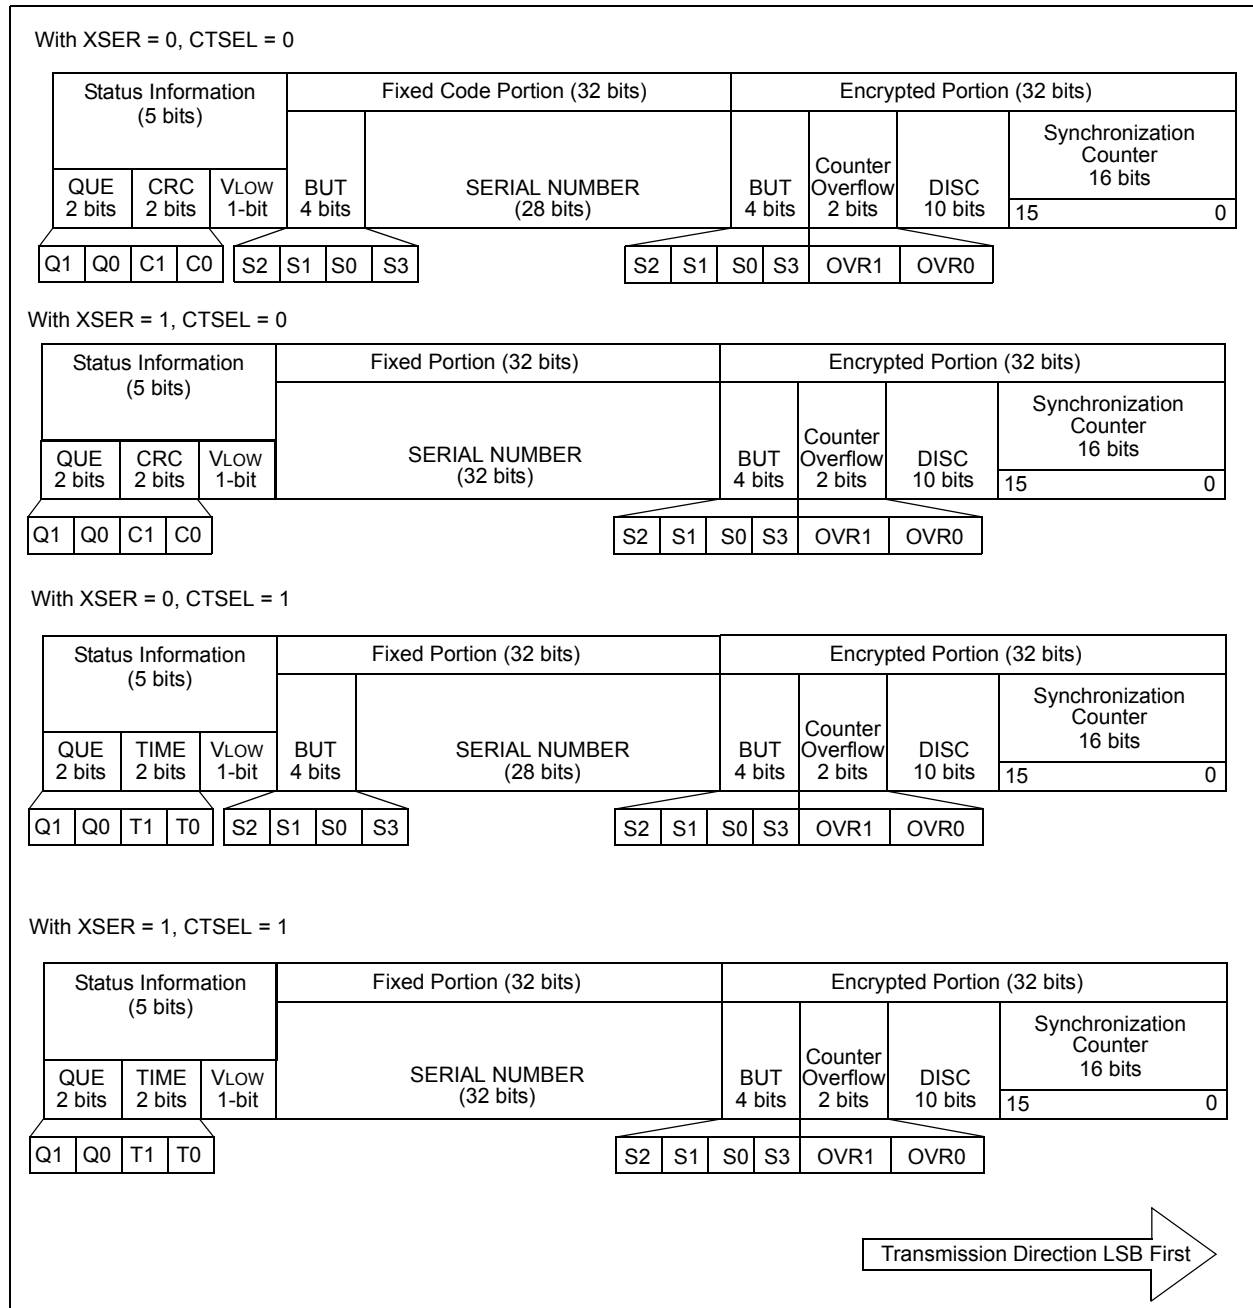 With XSER = 0, CTSEL = 0
Status Information
(5 bits)
Fixed Code Portion (32 bits)
Encrypted Portion (32 bits)
QUE
2 bits
CRC
2 bits
VLOW
1-bit
BUT
4 bits
SERIAL NUMBER
(28 bits)
BUT
4 bits
Counter
Overflow
2 bits
DISC
10 bits
Synchronization
Counter
16 bits
15 0
Q1 Q0 C1 C0
S2 S1 S0 S3
S2 S1 S0 S3 OVR1 OVR0
With XSER = 1, CTSEL = 0
Status Information
(5 bits)
Fixed Portion (32 bits)
Encrypted Portion (32 bits)
QUE
2 bits
CRC
2 bits
VLOW
1-bit
SERIAL NUMBER
(32 bits)
BUT
4 bits
Counter
Overflow
2 bits
DISC
10 bits
Synchronization
Counter
16 bits
15 0
Q1 Q0 C1 C0
S2 S1 S0 S3 OVR1 OVR0
With XSER = 0, CTSEL = 1
Status Information
(5 bits)
Fixed Portion (32 bits)
Encrypted Portion (32 bits)
QUE
2 bits
TIME
2 bits
VLOW
1-bit
BUT
4 bits
SERIAL NUMBER
(28 bits)
BUT
4 bits
Counter
Overflow
2 bits
DISC
10 bits
Synchronization
Counter
16 bits
15 0
Q1 Q0 T1 T0
S2 S1 S0 S3
S2 S1 S0 S3 OVR1 OVR0
With XSER = 1, CTSEL = 1
Status Information
(5 bits)
Fixed Portion (32 bits)
Encrypted Portion (32 bits)
QUE
2 bits
TIME
2 bits
VLOW
1-bit
SERIAL NUMBER
(32 bits)
BUT
4 bits
Counter
Overflow
2 bits
DISC
10 bits
Synchronization
Counter
16 bits
15 0
Q1 Q0 T1 T0
S2 S1 S0 S3 OVR1 OVR0
Transmission Direction LSB First